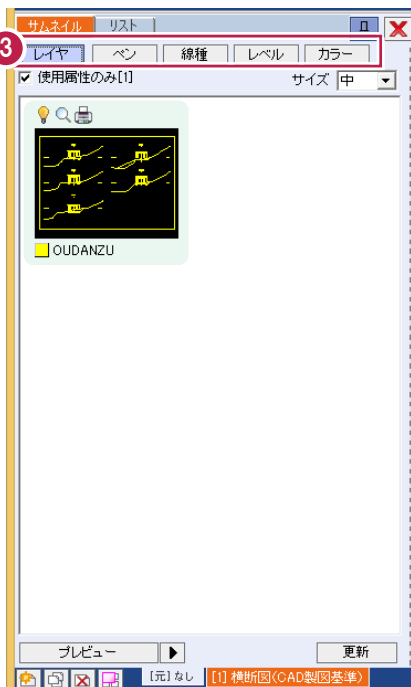 サムネイル リスト
3
レイヤ ペン 線種 レベル カラー
使用属性のみ[1] サイズ 中
OUDANZU
プレビュー 更新
[元]なし [1] 横断図(CAD製図基準)